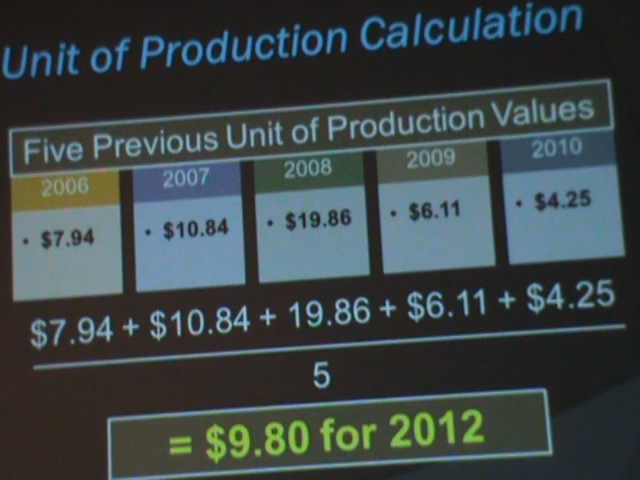 Unit of Production Calculation
Five Previous Unit of Production Values
2006 2007 2008 2009 2010
• $7.94 • $10.84 • $19.86 • $6.11 • $4.25
$7.94 + $10.84 + 19.86 + $6.11 + $4.25
5
= $9.80 for 2012